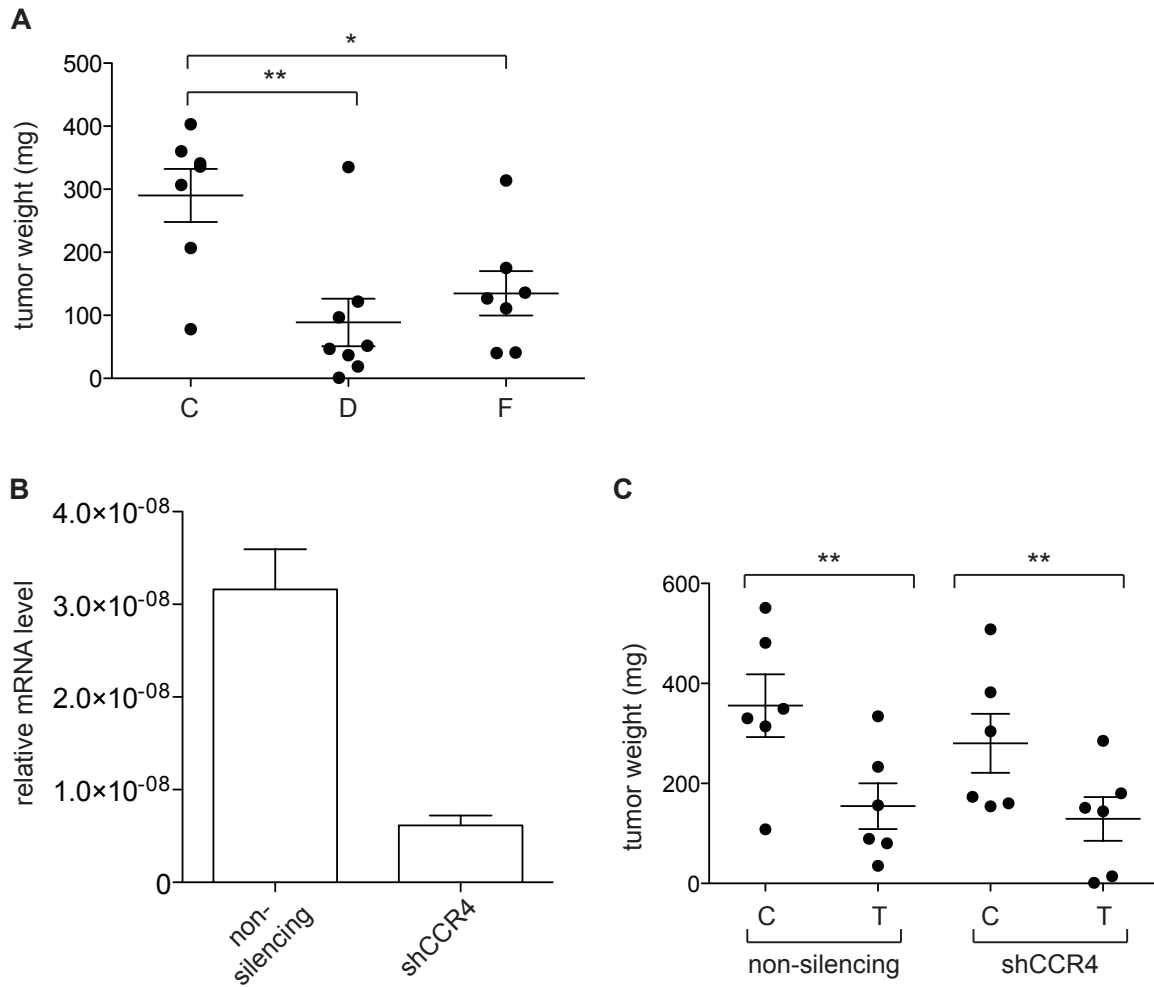 A
*
**
500
400
300
200
100
0
tumor weight (mg)
C D F
B
4.0×10⁻⁰⁸
3.0×10⁻⁰⁸
2.0×10⁻⁰⁸
1.0×10⁻⁰⁸
0
relative mRNA level
non-
silencing
shCCR4
C
** **
600
400
200
0
tumor weight (mg)
C T C T
non-silencing shCCR4